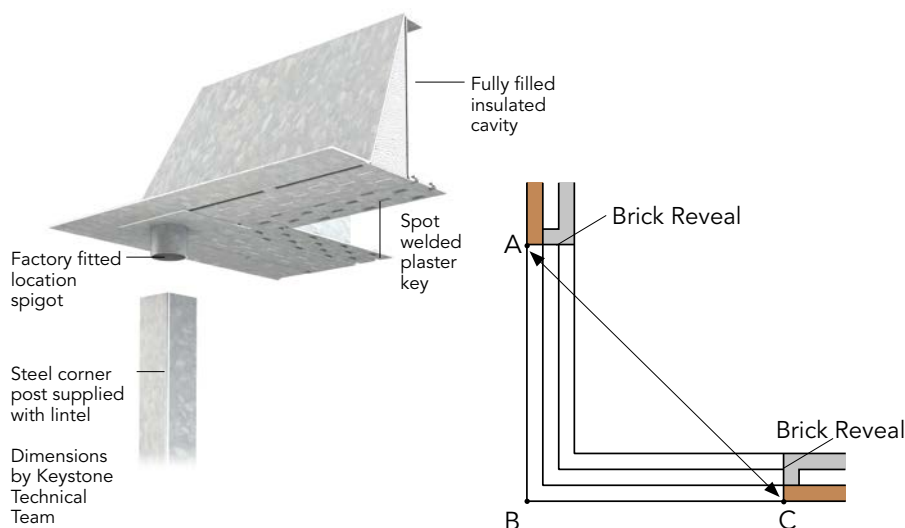 Fully filled
insulated
cavity
Spot
welded
plaster
key
Factory fitted
location
spigot
Steel corner
post supplied
with lintel
Dimensions
by Keystone
Technical
Team
Brick Reveal
A
Brick Reveal
B
C